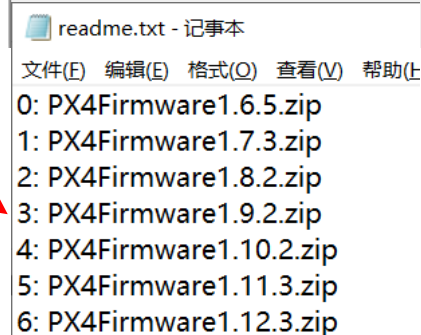 readme.txt - 记事本
文件(F) 编辑(E) 格式(O) 查看(V) 帮助(H
0: PX4Firmware1.6.5.zip
1: PX4Firmware1.7.3.zip
2: PX4Firmware1.8.2.zip
3: PX4Firmware1.9.2.zip
4: PX4Firmware1.10.2.zip
5: PX4Firmware1.11.3.zip
6: PX4Firmware1.12.3.zip